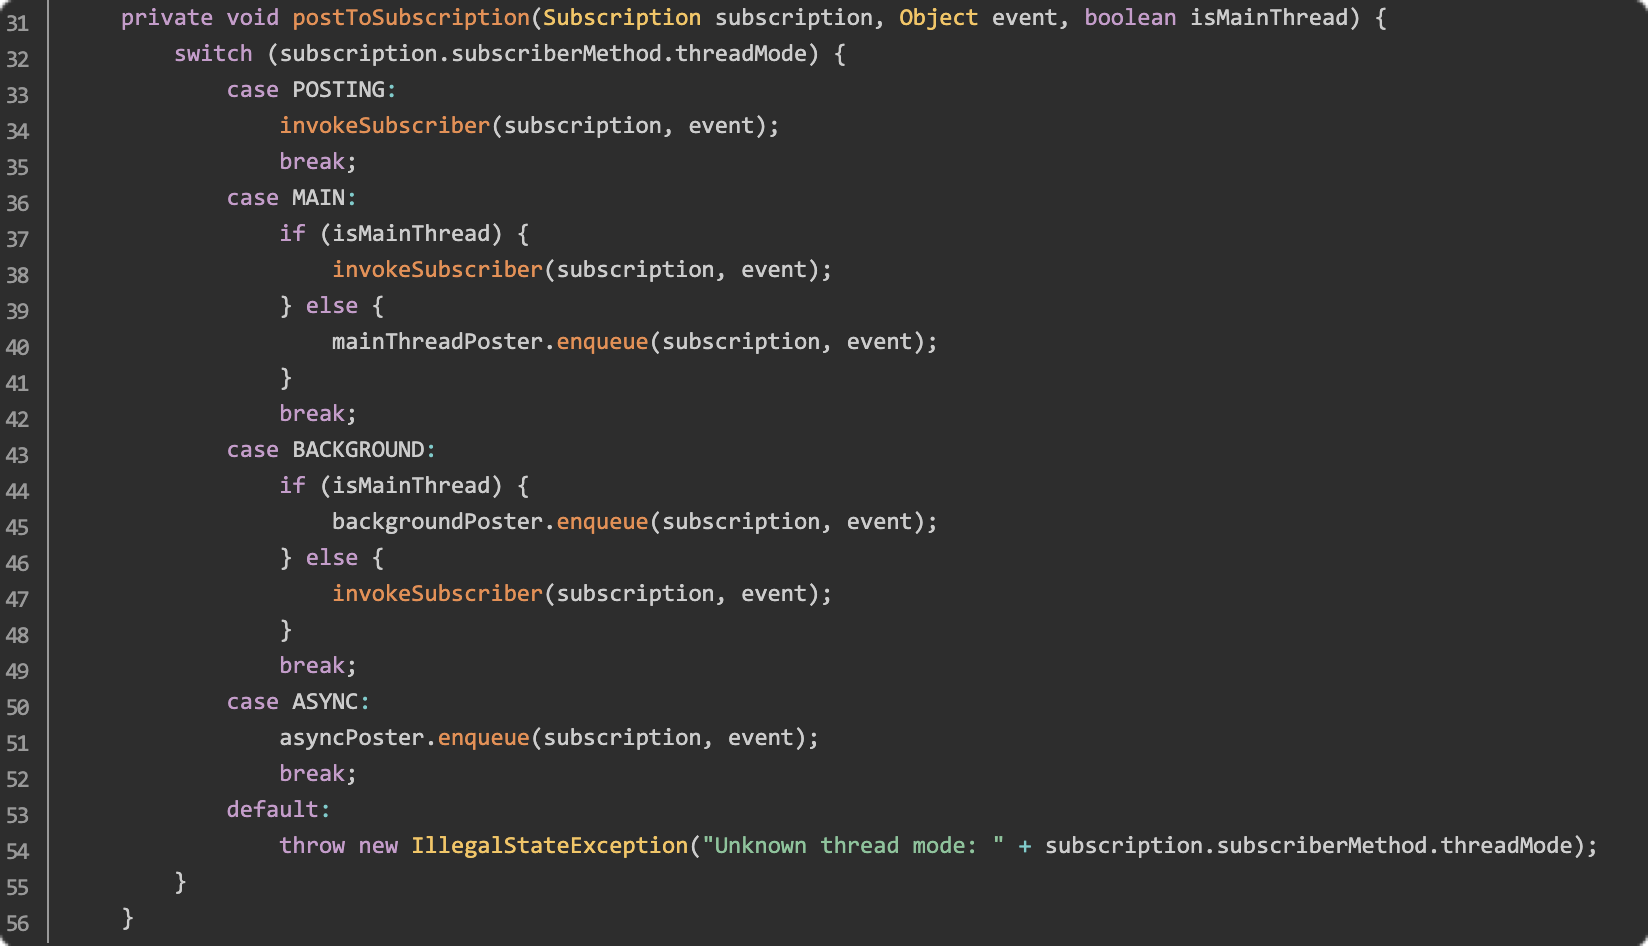 31 private void postToSubscription(Subscription subscription, Object event, boolean isMainThread) {
32 switch (subscription.subscriberMethod.threadMode) {
33 case POSTING:
34 invokeSubscriber(subscription, event);
35 break;
36 case MAIN:
37 if (isMainThread) {
38 invokeSubscriber(subscription, event);
39 } else {
40 mainThreadPoster.enqueue(subscription, event);
41 }
42 break;
43 case BACKGROUND:
44 if (isMainThread) {
45 backgroundPoster.enqueue(subscription, event);
46 } else {
47 invokeSubscriber(subscription, event);
48 }
49 break;
50 case ASYNC:
51 asyncPoster.enqueue(subscription, event);
52 break;
53 default:
54 throw new IllegalStateException("Unknown thread mode: " + subscription.subscriberMethod.threadMode);
55 }
56 }